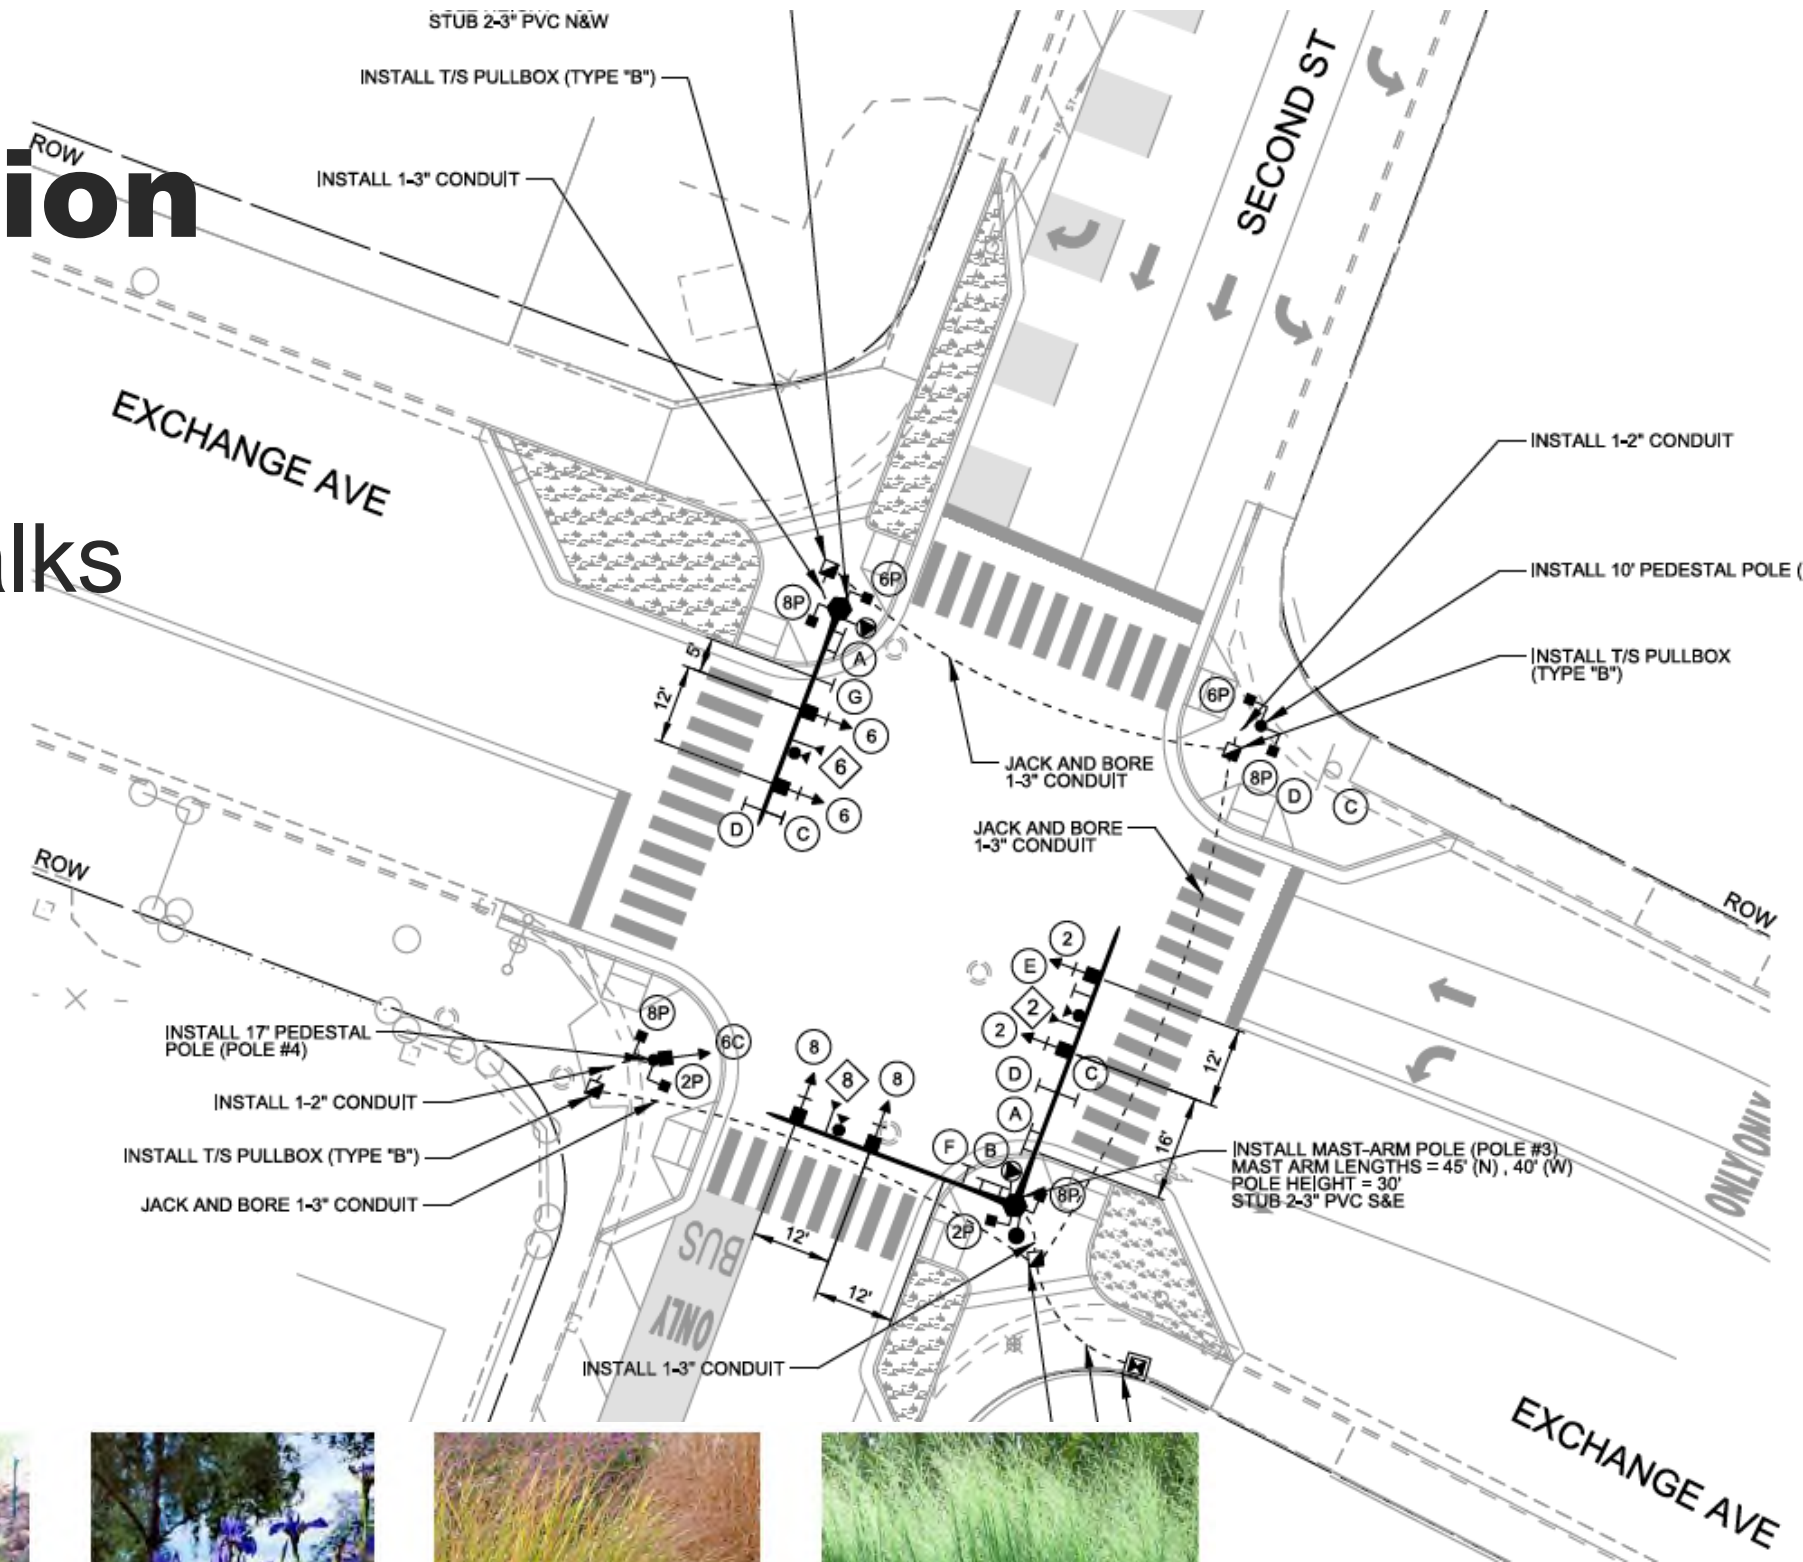 STUB 2-3" PVC N&W
INSTALL T/S PULLBOX (TYPE "B")
ROW
ion
INSTALL 1-3" CONDUIT
SECOND ST
EXCHANGE AVE
INSTALL 1-2" CONDUIT
alks
INSTALL 10' PEDESTAL POLE (
6P
8P
INSTALL T/S PULLBOX
(TYPE "B")
A
5'
G
12'
6P
6
6
JACK AND BORE
1-3" CONDUIT
8P
D
C
6
D
C
JACK AND BORE
1-3" CONDUIT
ROW
ROW
2
E
2
2
8P
INSTALL 17' PEDESTAL
POLE (POLE #4)
6C
8
8
8
2P
D
C
12'
INSTALL 1-2" CONDUIT
A
16'
ONLY
ONLY
INSTALL T/S PULLBOX (TYPE "B")
F
B
INSTALL MAST-ARM POLE (POLE #3)
MAST ARM LENGTHS = 45' (N) , 40' (W)
POLE HEIGHT = 30'
STUB 2-3" PVC S&E
8P
JACK AND BORE 1-3" CONDUIT
2P
12'
BUS
12'
ONLY
INSTALL 1-3" CONDUIT
EXCHANGE AVE